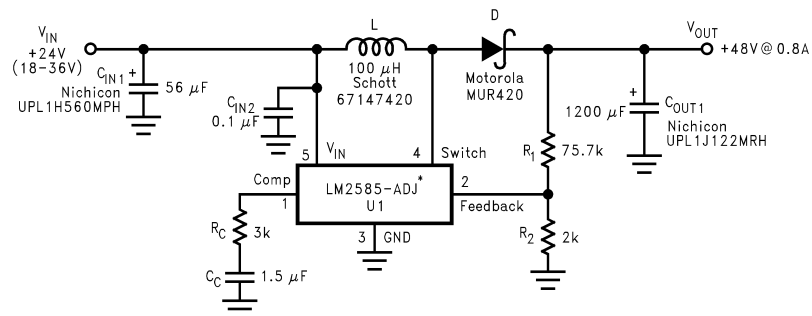 V_IN
+24V
(18-36V)
C_IN1 +
Nichicon
UPL1H560MPH
56 μF
C_IN2
0.1 μF
L
100 μH
Schott
67147420
D
Motorola
MUR420
V_OUT
+48V@0.8A
+
1200 μF
C_OUT1
Nichicon
UPL1J122MRH
R_1
75.7k
5
V_IN
4
Switch
Comp
1
LM2585-ADJ*
U1
2
Feedback
3
GND
R_C
3k
C_C
1.5 μF
R_2
2k